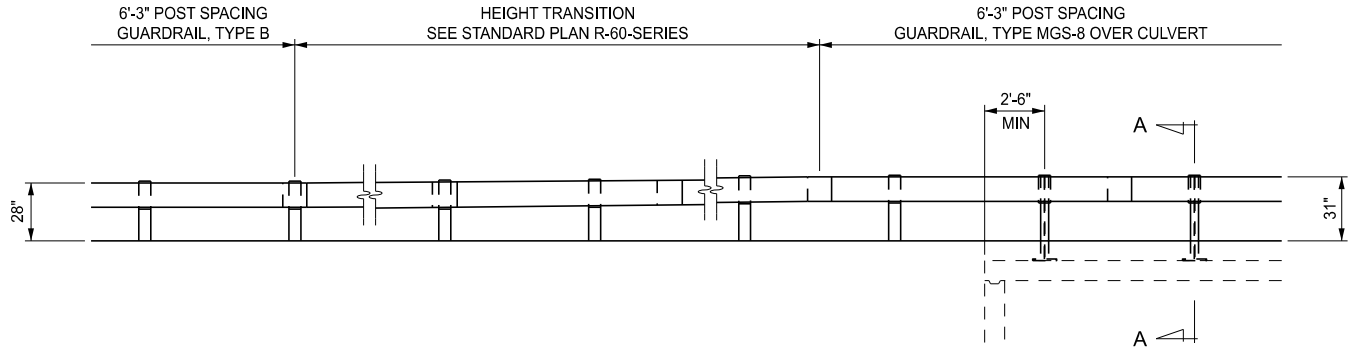 6'-3" POST SPACING
GUARDRAIL, TYPE B
HEIGHT TRANSITION
SEE STANDARD PLAN R-60-SERIES
6'-3" POST SPACING
GUARDRAIL, TYPE MGS-8 OVER CULVERT
2'-6"
MIN
A
28"
31"
A